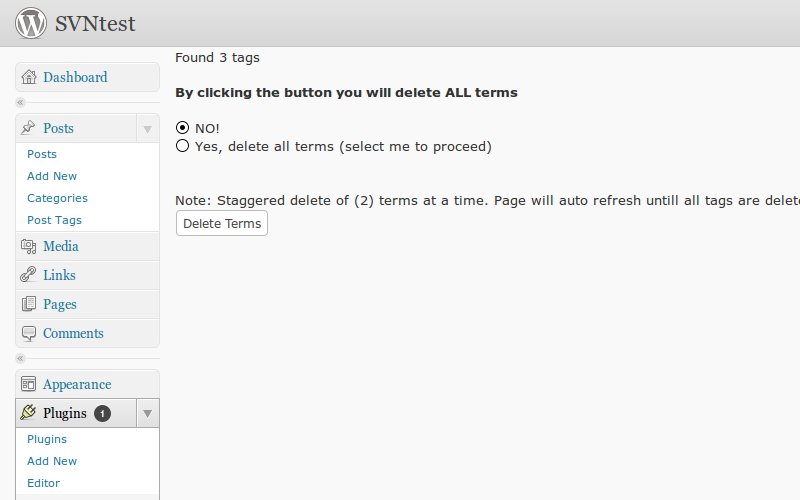 SVNtest
Dashboard
Posts
Posts
Add New
Categories
Post Tags
Media
Links
Pages
Comments
Appearance
Plugins 1
Plugins
Add New
Editor
Found 3 tags
By clicking the button you will delete ALL terms
NO!
Yes, delete all terms (select me to proceed)
Note: Staggered delete of (2) terms at a time. Page will auto refresh untill all tags are delete
Delete Terms